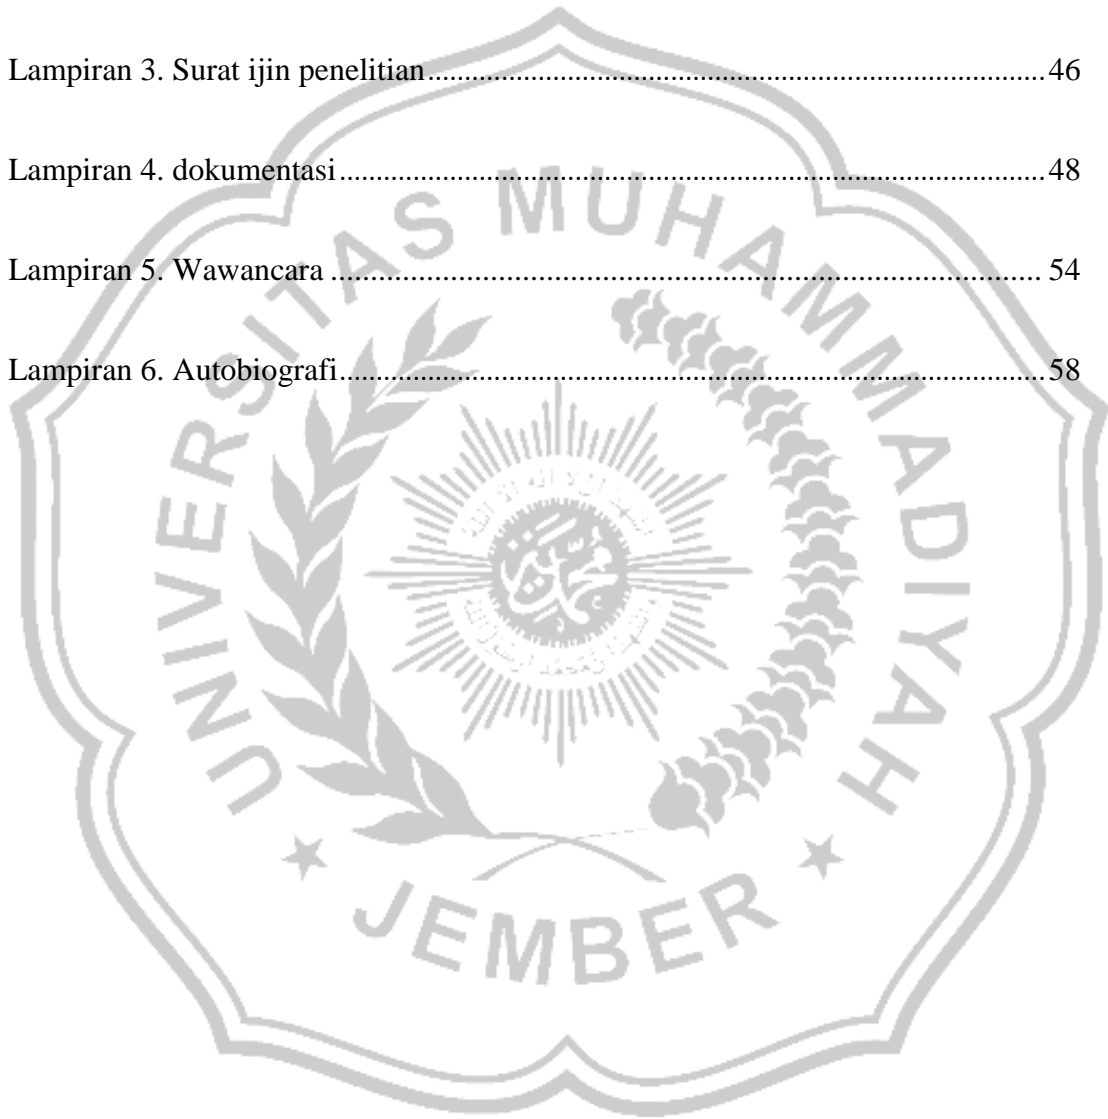 Lampiran 3. Surat ijin penelitian.............................................................................46
Lampiran 4. dokumentasi........................................................................................48
Lampiran 5. Wawancara ......................................................................................... 54
Lampiran 6. Autobiografi........................................................................................58
UNIVERSITAS MUHAMMADIYAH
JEMBER